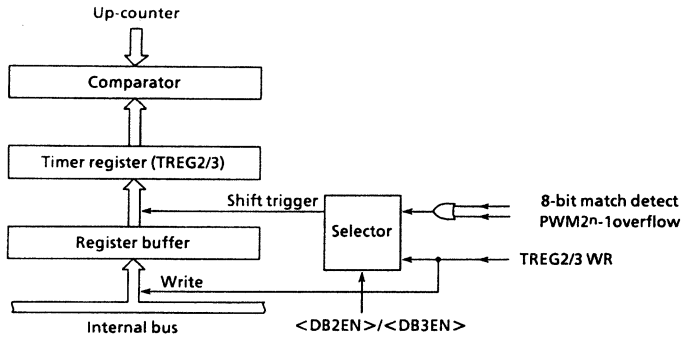 Up-counter
Comparator
Timer register (TREG2/3)
Shift trigger
Register buffer
Selector
8-bit match detect
PWM2ⁿ-1overflow
TREG2/3 WR
Write
Internal bus
<DB2EN>/<DB3EN>